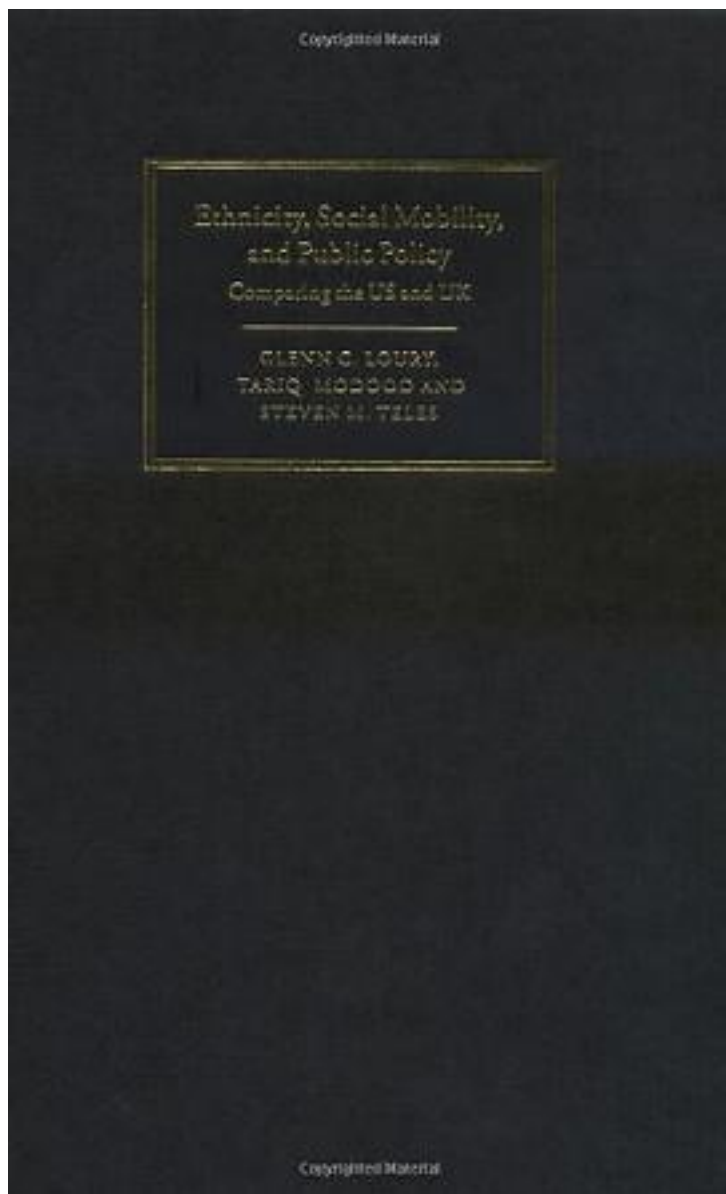 Copyrighted Material
Ethnicity, Social Mobility,
and Public Policy
Comparing the US and UK
GLENN C. LOURY,
TARIQ MODOOD AND
STEVEN M. TELES
Copyrighted Material